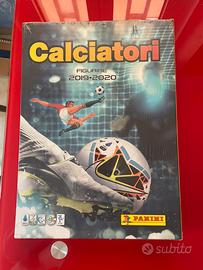 Calciatori
FIGURINE
2019-2020
PANINI
subito